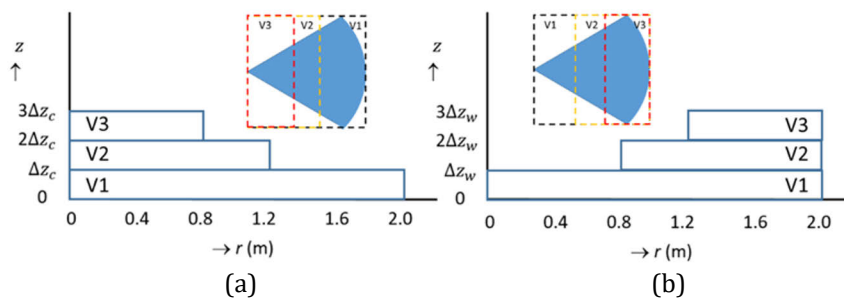 z
↑
3Δz_c
2Δz_c
Δz_c
0
V3
V2
V1
V3
V2
V1
0
0.4
0.8
1.2
1.6
2.0
→ r (m)
(a)
z
↑
3Δz_w
2Δz_w
Δz_w
0
V1
V2
V3
V3
V2
V1
0
0.4
0.8
1.2
1.6
2.0
→ r (m)
(b)